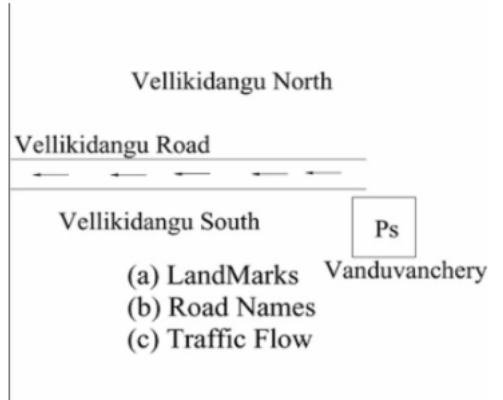 Vellikidangu North
Vellikidangu Road
Vellikidangu South
Ps
Vanduvanchery
(a) LandMarks
(b) Road Names
(c) Traffic Flow